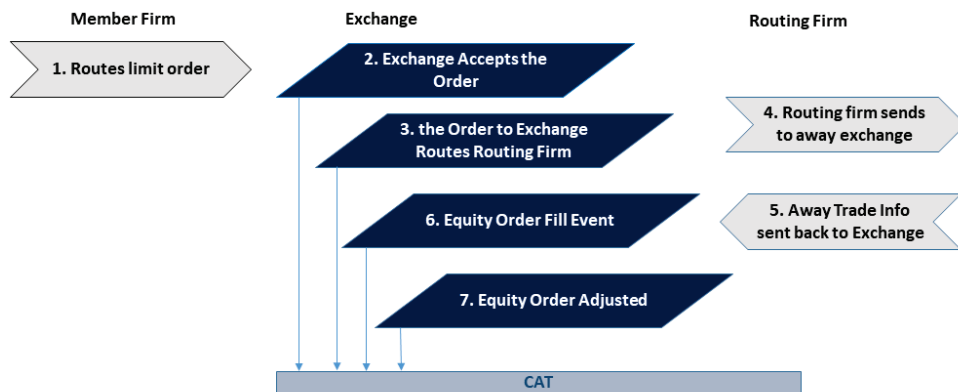 Member Firm
Exchange
Routing Firm
1. Routes limit order
2. Exchange Accepts the
Order
3. the Order to Exchange
Routes Routing Firm
4. Routing firm sends
to away exchange
5. Away Trade Info
sent back to Exchange
6. Equity Order Fill Event
7. Equity Order Adjusted
CAT